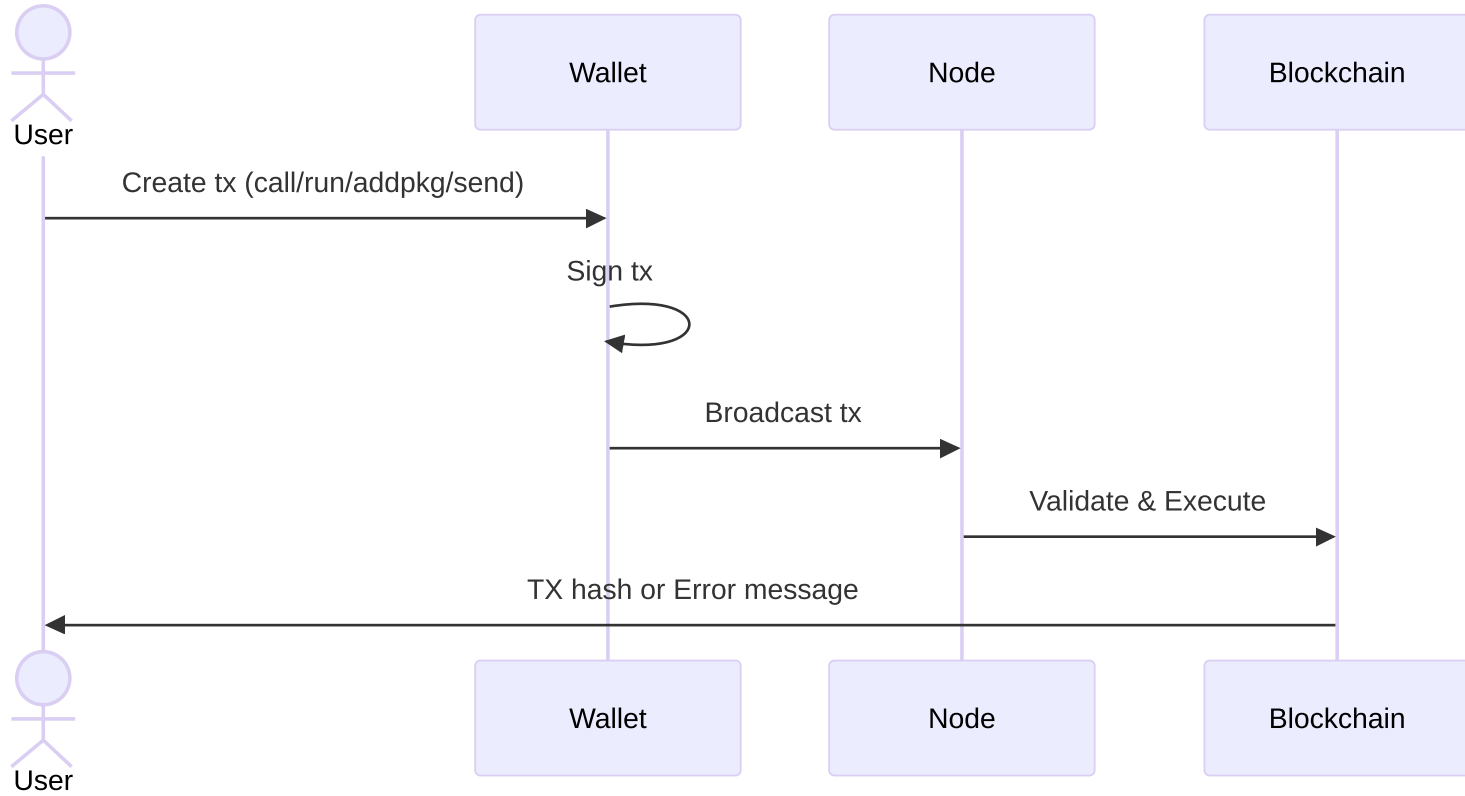 Wallet
Node
Blockchain
User
Create tx (call/run/addpkg/send)
Sign tx
Broadcast tx
Validate & Execute
TX hash or Error message
Wallet
Node
Blockchain
User